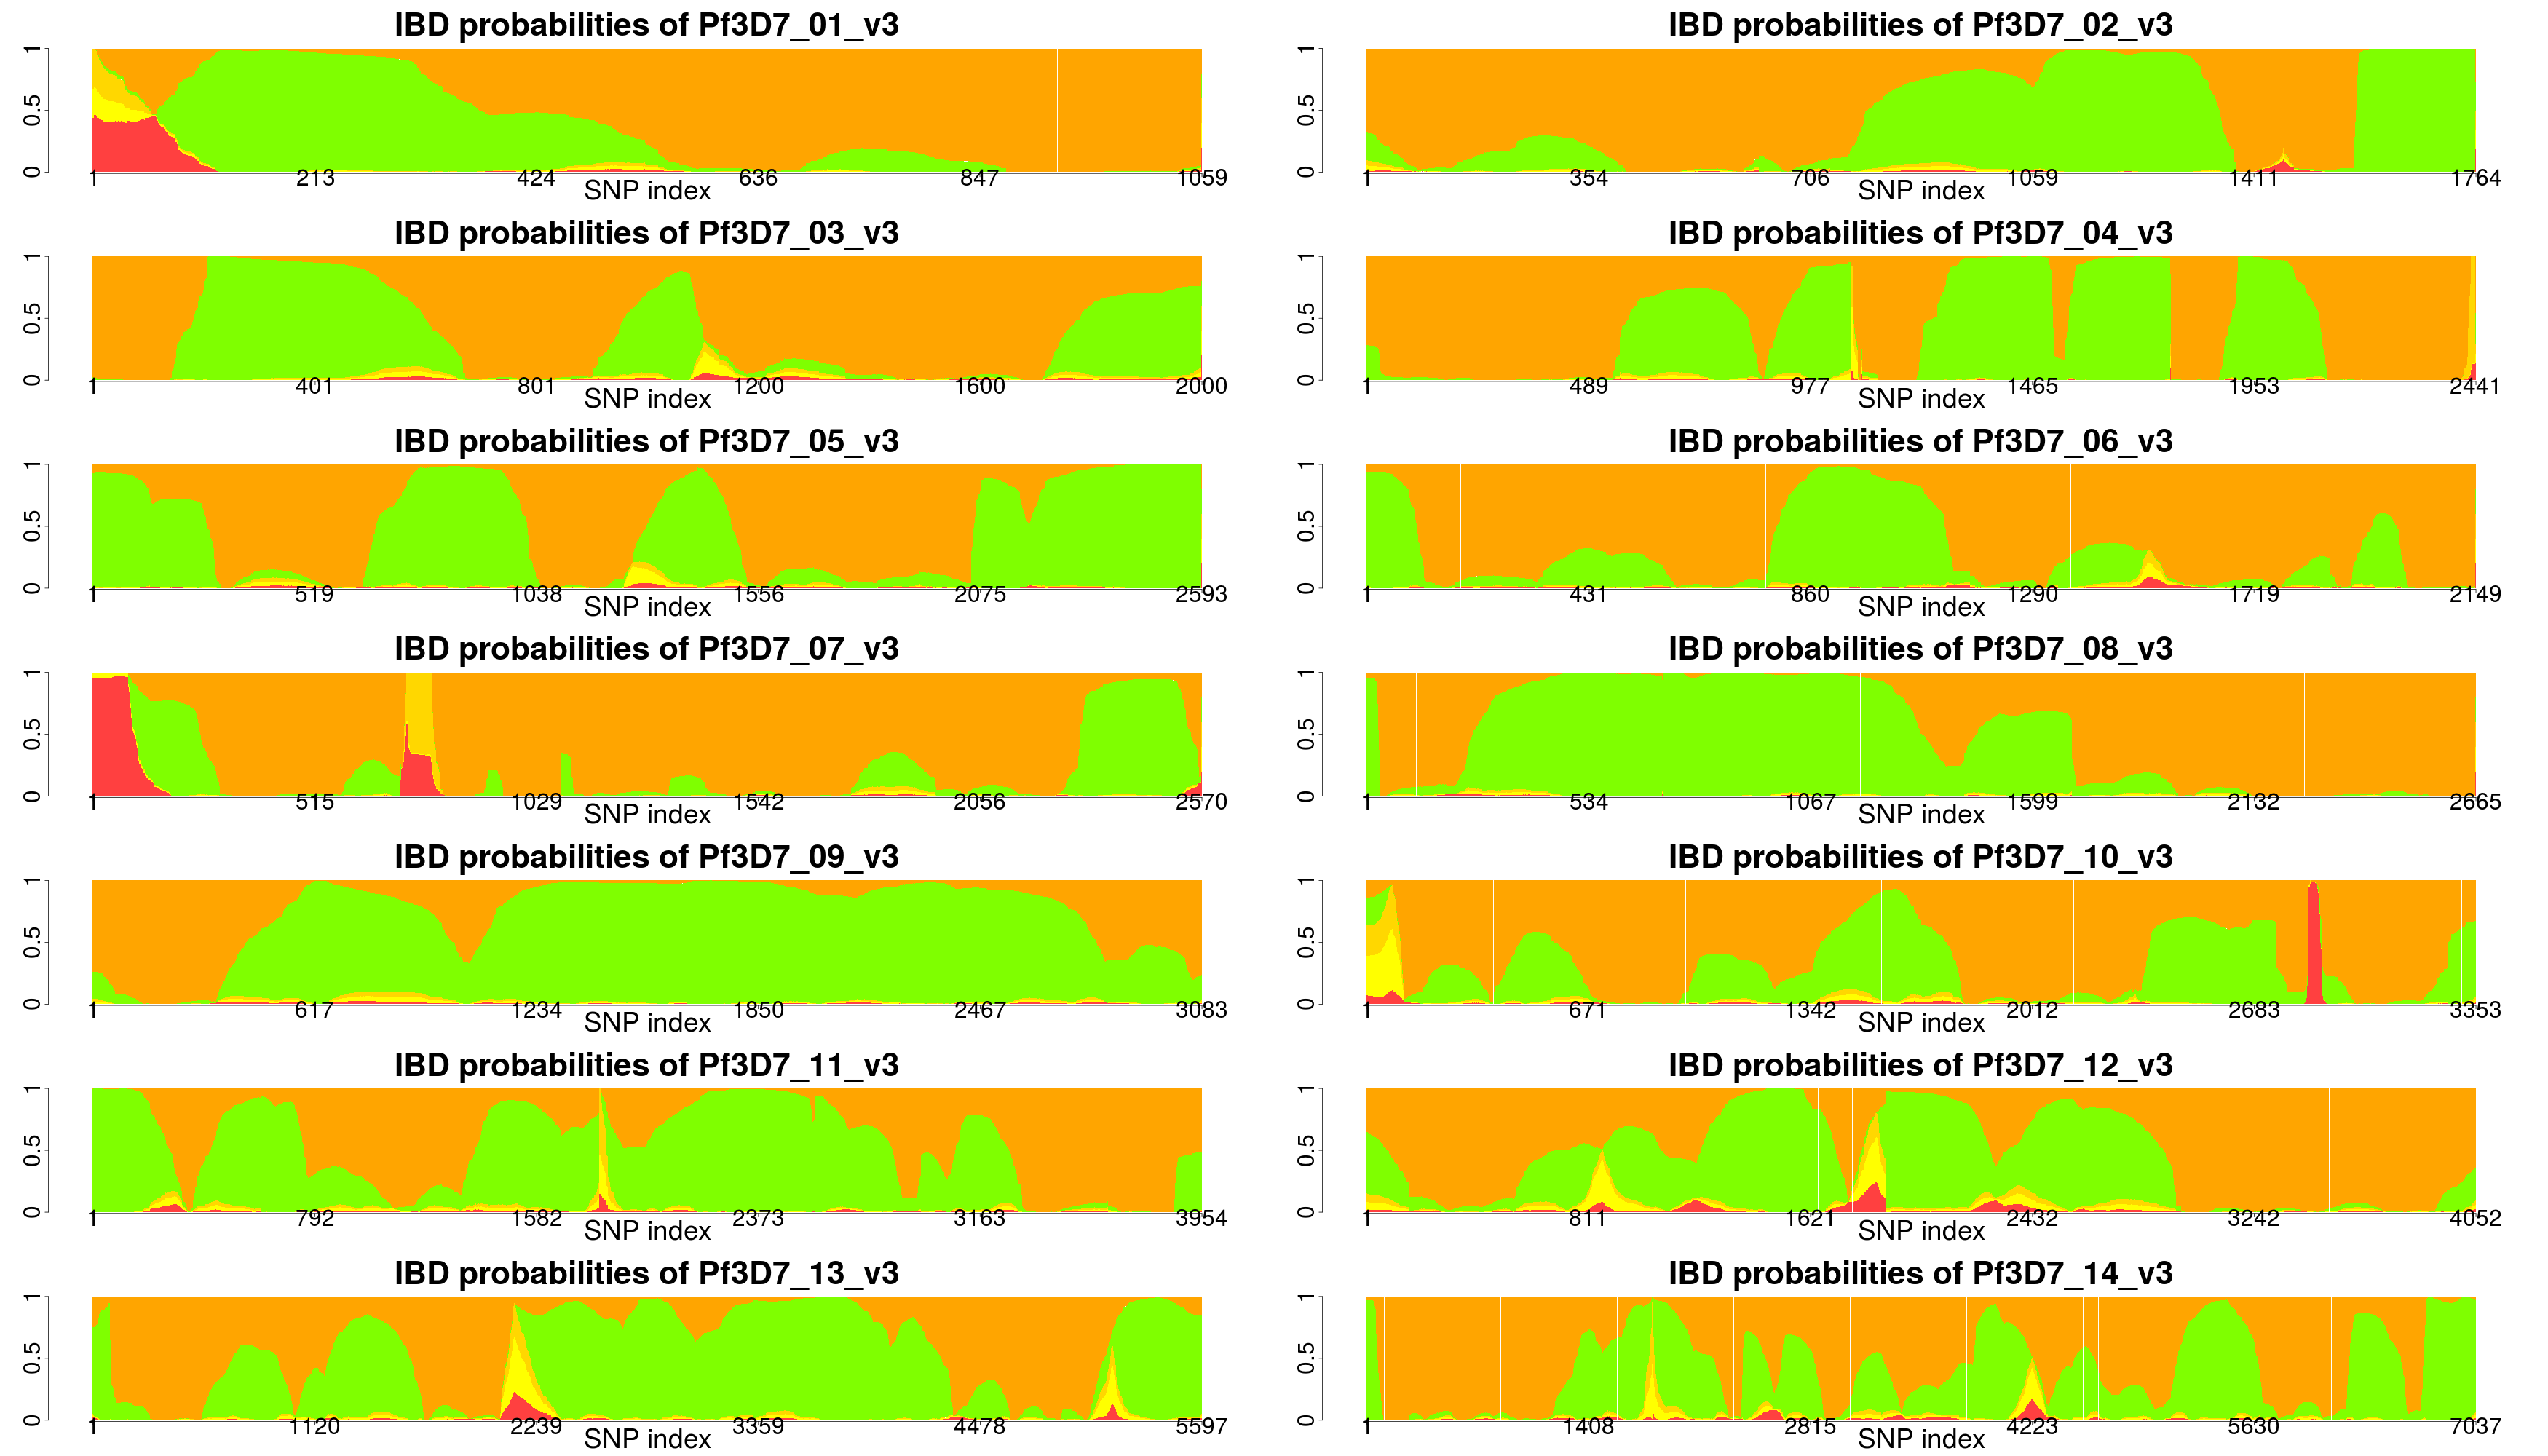 IBD probabilities of Pf3D7_01_v3
0 0.5 1
1 213 424 636 847 1059
SNP index
IBD probabilities of Pf3D7_02_v3
0 0.5 1
1 354 706 1059 1411 1764
SNP index
IBD probabilities of Pf3D7_03_v3
0 0.5 1
1 401 801 1200 1600 2000
SNP index
IBD probabilities of Pf3D7_04_v3
0 0.5 1
1 489 977 1465 1953 2441
SNP index
IBD probabilities of Pf3D7_05_v3
0 0.5 1
1 519 1038 1556 2075 2593
SNP index
IBD probabilities of Pf3D7_06_v3
0 0.5 1
1 431 860 1290 1719 2149
SNP index
IBD probabilities of Pf3D7_07_v3
0 0.5 1
1 515 1029 1542 2056 2570
SNP index
IBD probabilities of Pf3D7_08_v3
0 0.5 1
1 534 1067 1599 2132 2665
SNP index
IBD probabilities of Pf3D7_09_v3
0 0.5 1
1 617 1234 1850 2467 3083
SNP index
IBD probabilities of Pf3D7_10_v3
0 0.5 1
1 671 1342 2012 2683 3353
SNP index
IBD probabilities of Pf3D7_11_v3
0 0.5 1
1 792 1582 2373 3163 3954
SNP index
IBD probabilities of Pf3D7_12_v3
0 0.5 1
1 811 1621 2432 3242 4052
SNP index
IBD probabilities of Pf3D7_13_v3
0 0.5 1
1 1120 2239 3359 4478 5597
SNP index
IBD probabilities of Pf3D7_14_v3
0 0.5 1
1 1408 2815 4223 5630 7037
SNP index